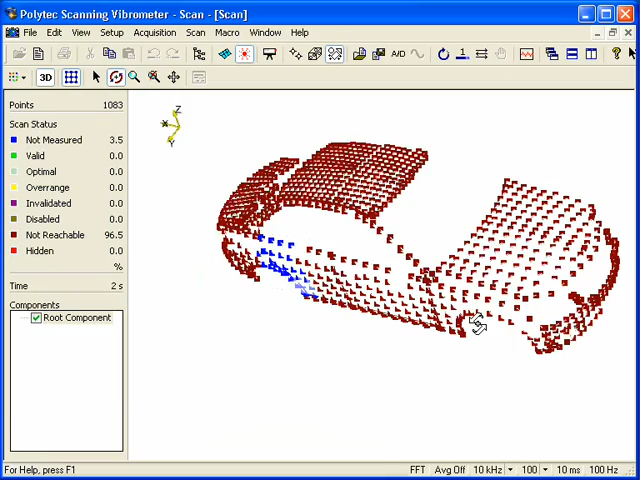 Polytec Scanning Vibrometer - Scan - [Scan]
File Edit View Setup Acquisition Scan Macro Window Help
A/D
3D
Points 1083
Scan Status
Not Measured 3.5
Valid 0.0
Optimal 0.0
Overrange 0.0
Invalidated 0.0
Disabled 0.0
Not Reachable 96.5
Hidden 0.0
%
Time 2 s
Components
Root Component
Z
X
Y
For Help, press F1
FFT Avg Off 10 kHz 100 10 ms 100 Hz